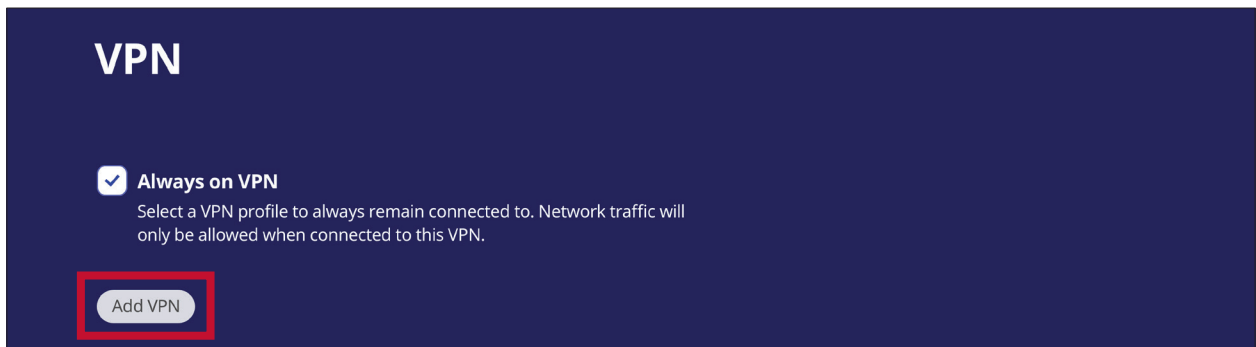 VPN
Always on VPN
Select a VPN profile to always remain connected to. Network traffic will
only be allowed when connected to this VPN.
Add VPN